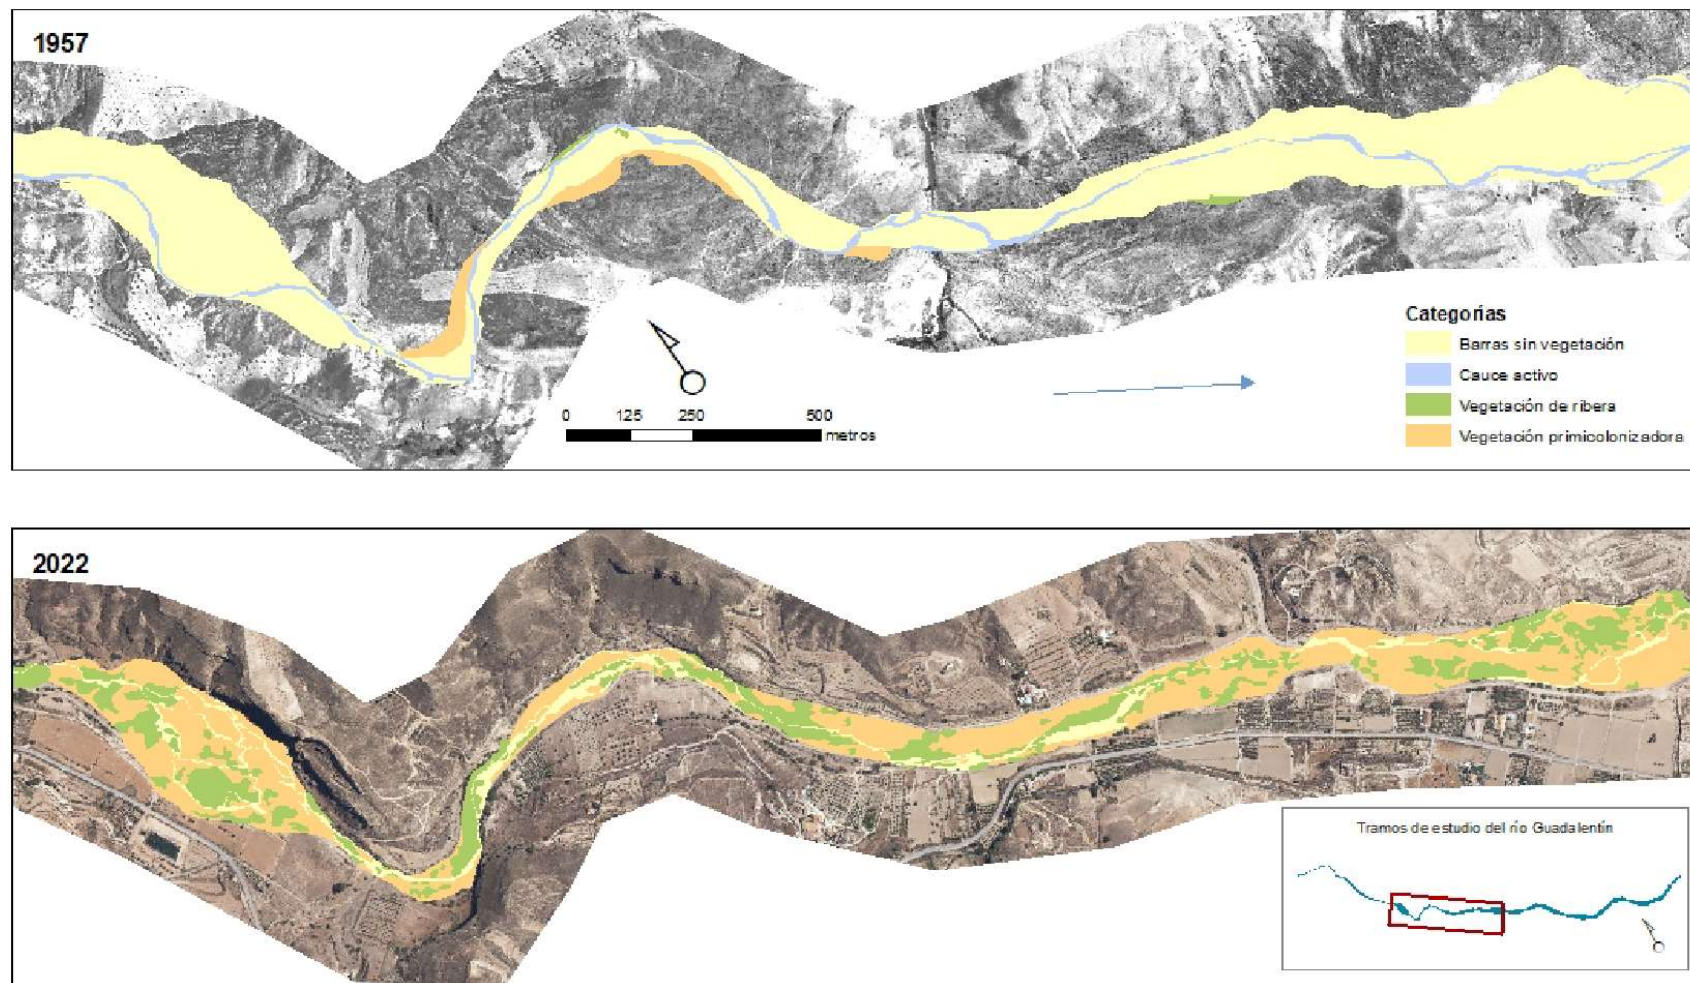 1957
Categorías
Barras sin vegetación
Cauce activo
Vegetación de ribera
Vegetación primicolonizadora
0 125 250 500
metros
2022
Tramos de estudio del río Guadalentín